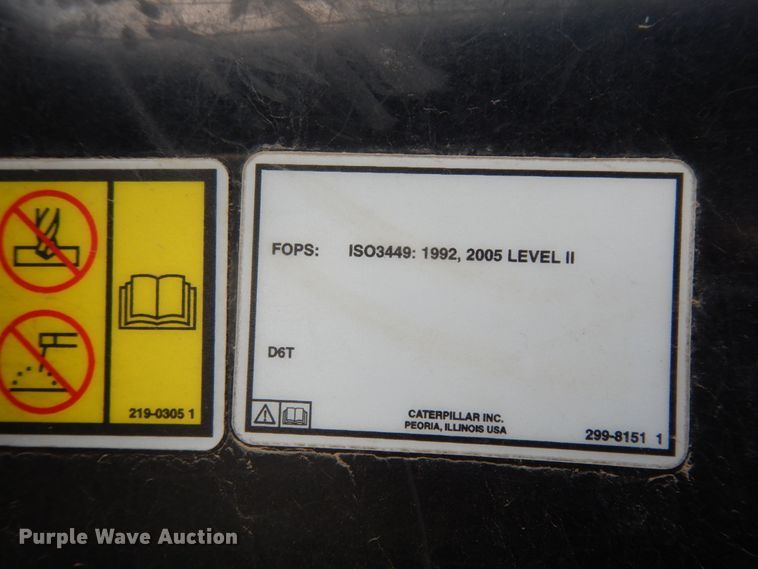 FOPS: ISO3449: 1992, 2005 LEVEL II
D6T
CATERPILLAR INC.
PEORIA, ILLINOIS USA
299-8151 1
219-0305 1
Purple Wave Auction